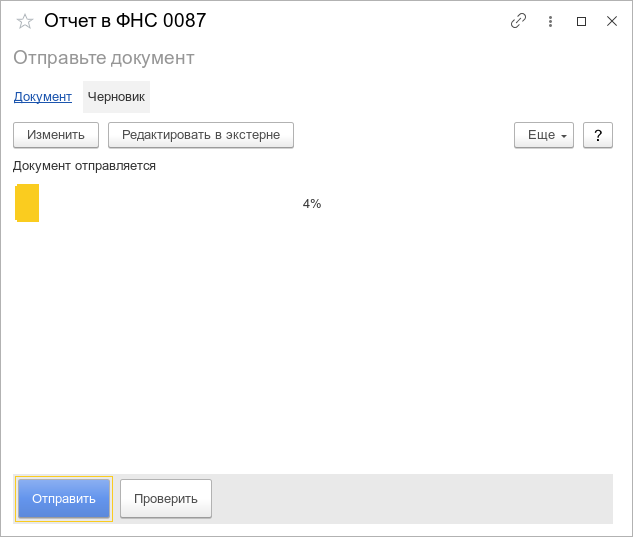 Отчет в ФНС 0087
Отправьте документ
Документ Черновик
Изменить Редактировать в экстерне Еще ?
Документ отправляется
4%
Отправить Проверить